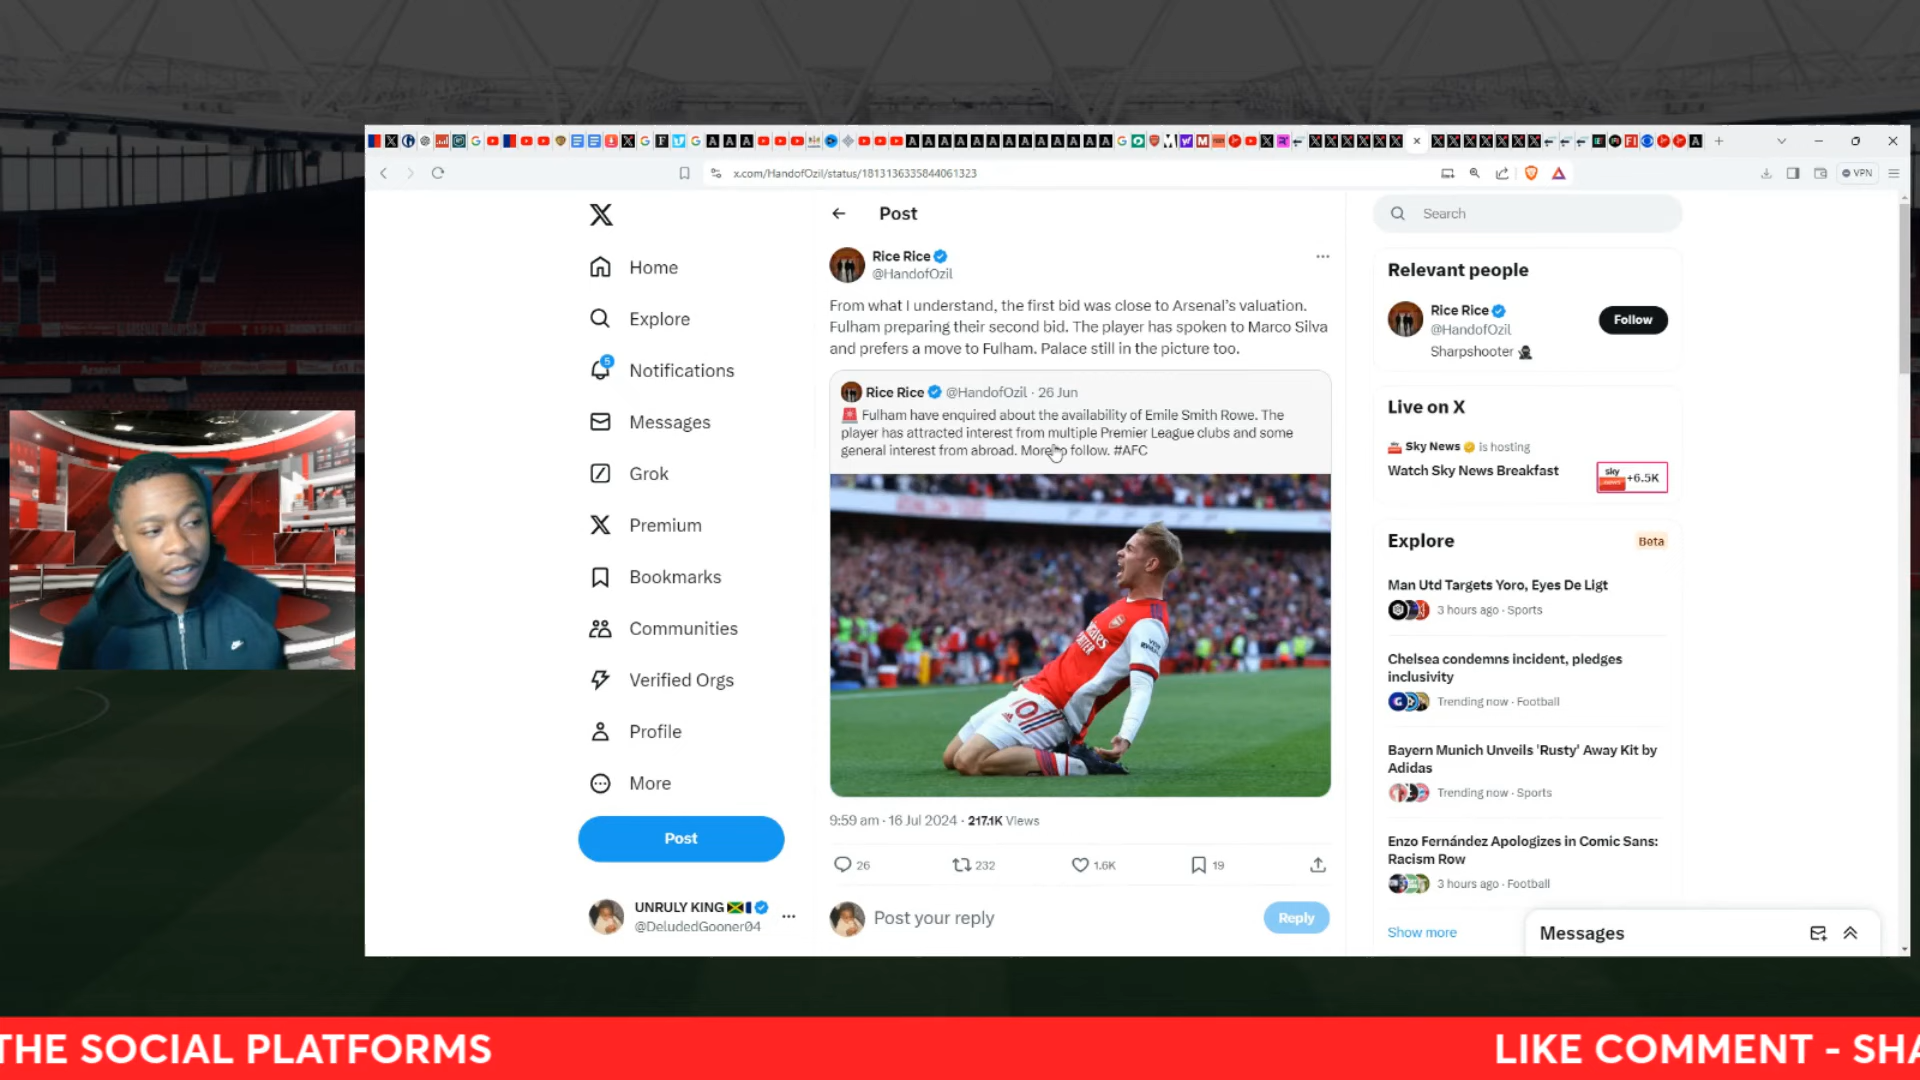 x.com/HandofOzil/status/1813136335844061323
VPN
Home
Explore
5
Notifications
Messages
Grok
Premium
Bookmarks
Communities
Verified Orgs
Profile
More
Post
UNRULY KING
@DeludedGooner04
Post
Rice Rice
@HandofOzil
From what I understand, the first bid was close to Arsenal's valuation.
Fulham preparing their second bid. The player has spoken to Marco Silva
and prefers a move to Fulham. Palace still in the picture too.
Rice Rice @HandofOzil · 26 Jun
Fulham have enquired about the availability of Emile Smith Rowe. The
player has attracted interest from multiple Premier League clubs and some
general interest from abroad. More to follow. #AFC
10
9:59 am · 16 Jul 2024 · 217.1K Views
26
232
1.6K
19
Post your reply
Reply
Search
Relevant people
Rice Rice
@HandofOzil
Sharpshooter
Follow
Live on X
Sky News is hosting
Watch Sky News Breakfast
sky
news
+6.5K
Explore
Beta
Man Utd Targets Yoro, Eyes De Ligt
3 hours ago · Sports
Chelsea condemns incident, pledges
inclusivity
Trending now · Football
Bayern Munich Unveils 'Rusty' Away Kit by
Adidas
Trending now · Sports
Enzo Fernández Apologizes in Comic Sans:
Racism Row
3 hours ago · Football
Show more
Messages
Arsenal
THE SOCIAL PLATFORMS
LIKE COMMENT - SHA